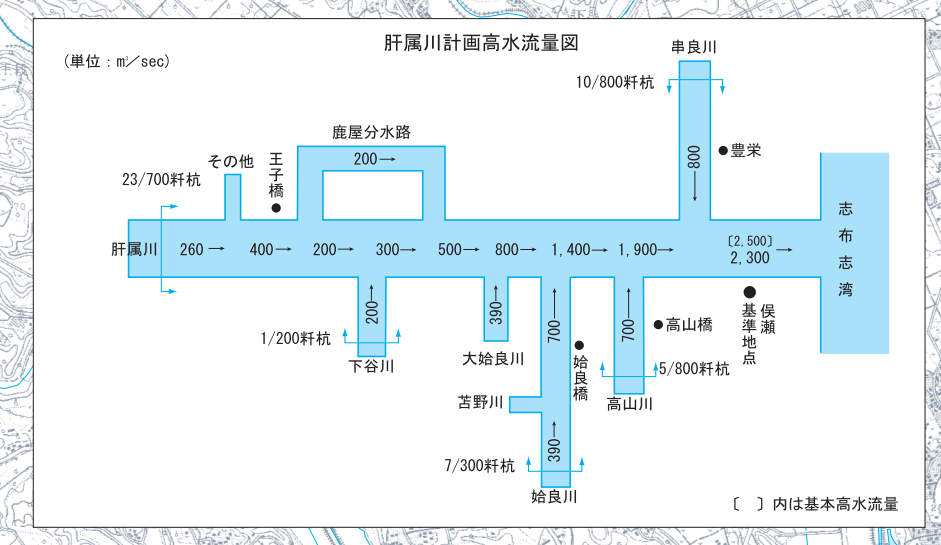 肝属川計画高水流量図
(単位：m³／sec)
串良川
10/800粁杭
鹿屋分水路
200→
800→
豊栄
その他
王子橋
23/700粁杭
肝属川
260→
400→
200→
300→
500→
800→
1,400→
1,900→
〔2,500〕
2,300→
志布志湾
200→
1/200粁杭
下谷川
390→
大姶良川
700→
姶良橋
700→
高山橋
5/800粁杭
高山川
俣瀬
基準地点
苫野川
390→
7/300粁杭
姶良川
〔　〕内は基本高水流量